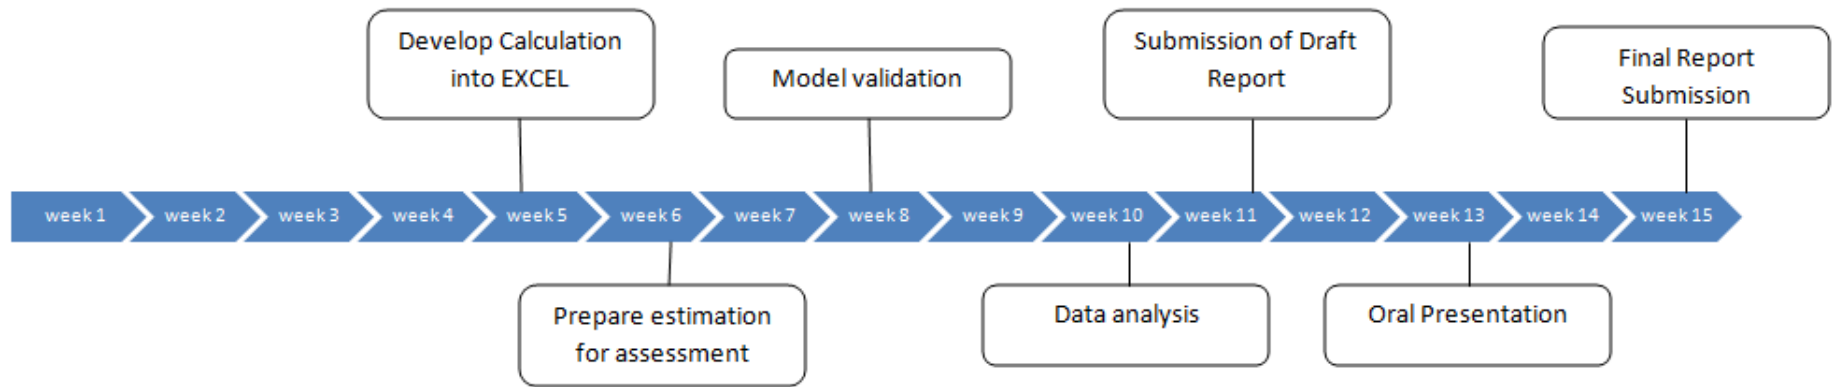 Develop Calculation
into EXCEL
Model validation
Submission of Draft
Report
Final Report
Submission
week 1
week 2
week 3
week 4
week 5
week 6
week 7
week 8
week 9
week 10
week 11
week 12
week 13
week 14
week 15
Prepare estimation
for assessment
Data analysis
Oral Presentation